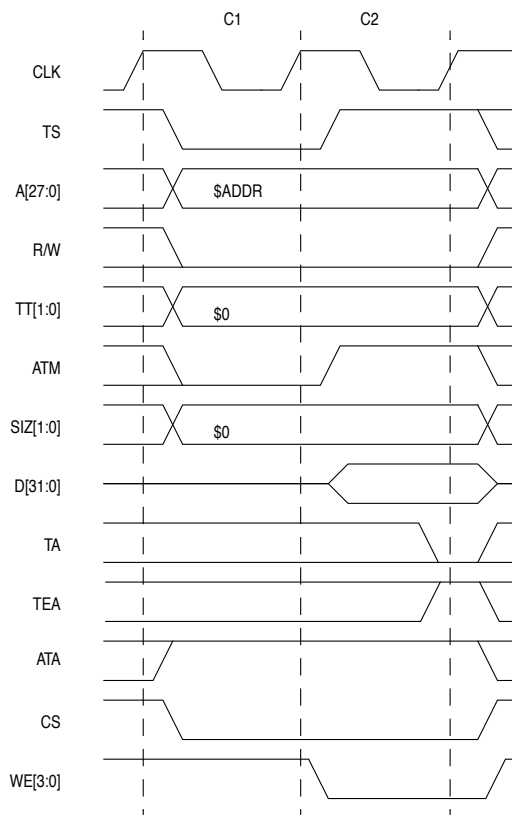 C1 C2
CLK
TS
A[27:0] $ADDR
R/W
TT[1:0] $0
ATM
SIZ[1:0] $0
D[31:0]
TA
TEA
ATA
CS
WE[3:0]